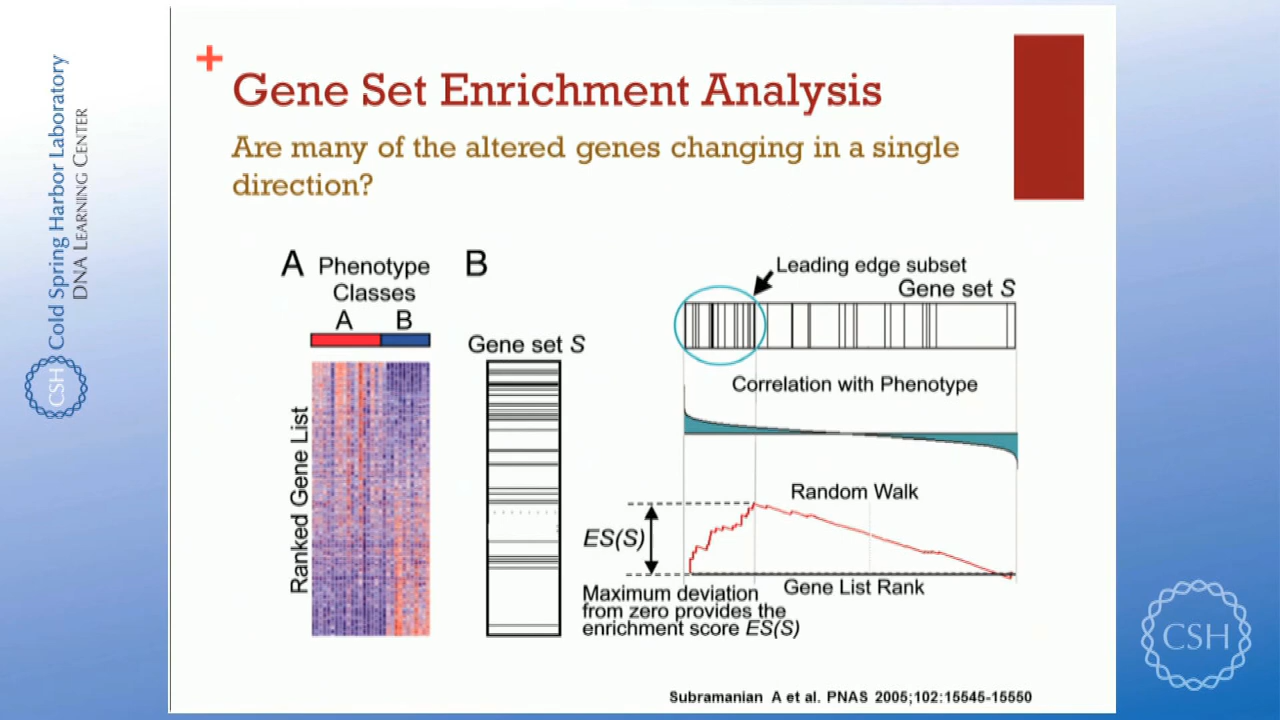 Cold Spring Harbor Laboratory
DNA LEARNING CENTER
CSH
+
Gene Set Enrichment Analysis
Are many of the altered genes changing in a single
direction?
A
Phenotype
Classes
A B
Ranked Gene List
B
Gene set S
Leading edge subset
Gene set S
Correlation with Phenotype
Random Walk
ES(S)
Gene List Rank
Maximum deviation
from zero provides the
enrichment score ES(S)
Subramanian A et al. PNAS 2005;102:15545-15550
CSH